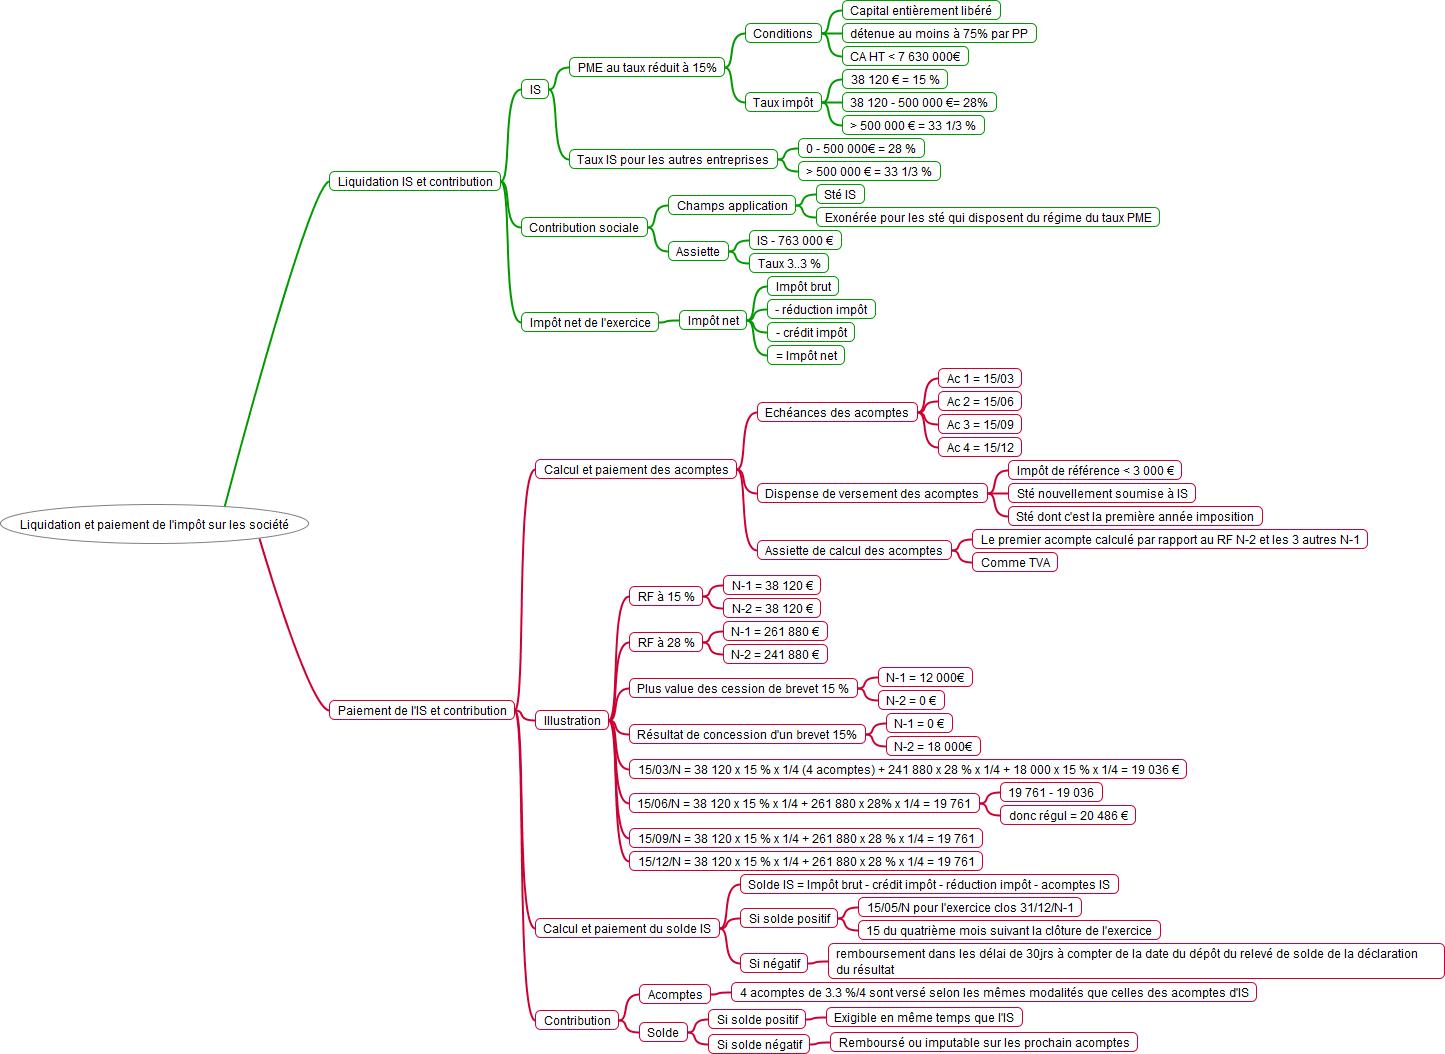 Liquidation et paiement de l'impôt sur les société
Liquidation IS et contribution
IS
PME au taux réduit à 15%
Conditions
Capital entièrement libéré
détenue au moins à 75% par PP
CA HT < 7 630 000€
Taux impôt
38 120 € = 15 %
38 120 - 500 000 €= 28%
> 500 000 € = 33 1/3 %
Taux IS pour les autres entreprises
0 - 500 000€ = 28 %
> 500 000 € = 33 1/3 %
Contribution sociale
Champs application
Sté IS
Exonérée pour les sté qui disposent du régime du taux PME
Assiette
IS - 763 000 €
Taux 3..3 %
Impôt net de l'exercice
Impôt net
Impôt brut
- réduction impôt
- crédit impôt
= Impôt net
Paiement de l'IS et contribution
Calcul et paiement des acomptes
Echéances des acomptes
Ac 1 = 15/03
Ac 2 = 15/06
Ac 3 = 15/09
Ac 4 = 15/12
Dispense de versement des acomptes
Impôt de référence < 3 000 €
Sté nouvellement soumise à IS
Sté dont c'est la première année imposition
Assiette de calcul des acomptes
Le premier acompte calculé par rapport au RF N-2 et les 3 autres N-1
Comme TVA
Illustration
RF à 15 %
N-1 = 38 120 €
N-2 = 38 120 €
RF à 28 %
N-1 = 261 880 €
N-2 = 241 880 €
Plus value des cession de brevet 15 %
N-1 = 12 000€
N-2 = 0 €
Résultat de concession d'un brevet 15%
N-1 = 0 €
N-2 = 18 000€
15/03/N = 38 120 x 15 % x 1/4 (4 acomptes) + 241 880 x 28 % x 1/4 + 18 000 x 15 % x 1/4 = 19 036 €
15/06/N = 38 120 x 15 % x 1/4 + 261 880 x 28% x 1/4 = 19 761
19 761 - 19 036
donc régul = 20 486 €
15/09/N = 38 120 x 15 % x 1/4 + 261 880 x 28 % x 1/4 = 19 761
15/12/N = 38 120 x 15 % x 1/4 + 261 880 x 28 % x 1/4 = 19 761
Calcul et paiement du solde IS
Solde IS = Impôt brut - crédit impôt - réduction impôt - acomptes IS
Si solde positif
15/05/N pour l'exercice clos 31/12/N-1
15 du quatrième mois suivant la clôture de l'exercice
Si négatif
remboursement dans les délai de 30jrs à compter de la date du dépôt du relevé de solde de la déclaration
du résultat
Contribution
Acomptes
4 acomptes de 3.3 %/4 sont versé selon les mêmes modalités que celles des acomptes d'IS
Solde
Si solde positif
Exigible en même temps que l'IS
Si solde négatif
Remboursé ou imputable sur les prochain acomptes